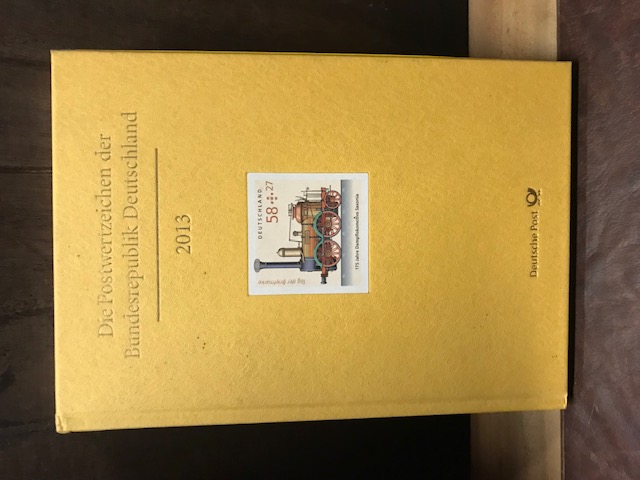 Die Postwertzeichen der
Bundesrepublik Deutschland
2013
DEUTSCHLAND
58+27
Tag der Briefmarke
175 Jahre Dampflokomotive Saxonia
Deutsche Post